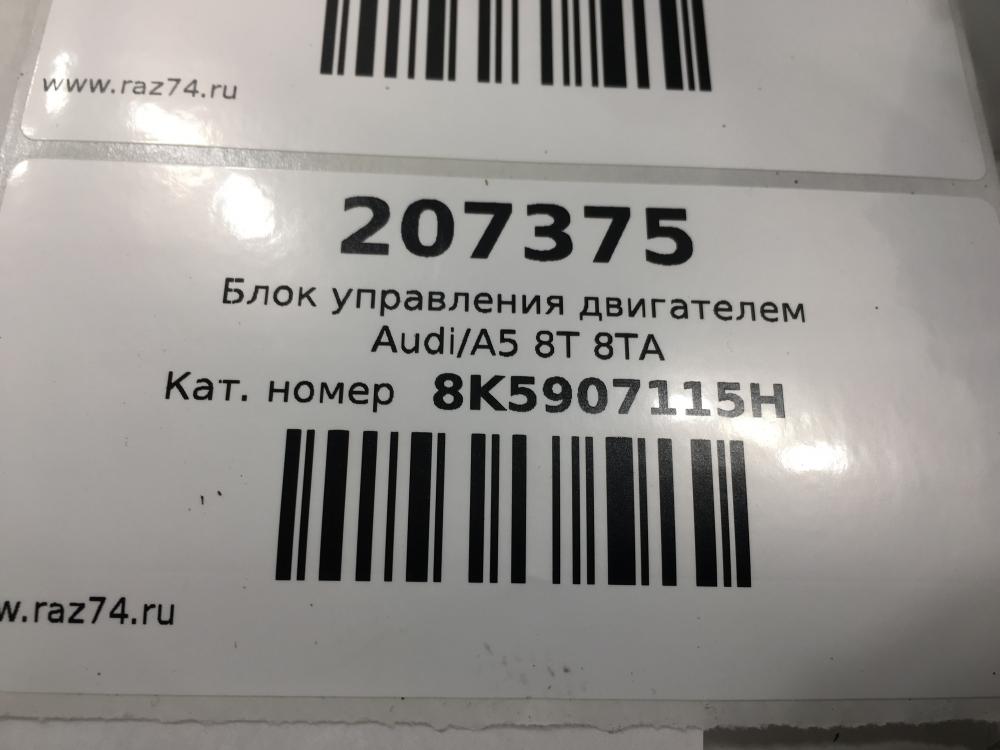 www.raz74.ru
207375
Блок управления двигателем
Audi/A5 8T 8TA
Кат. номер 8K5907115H
w.raz74.ru